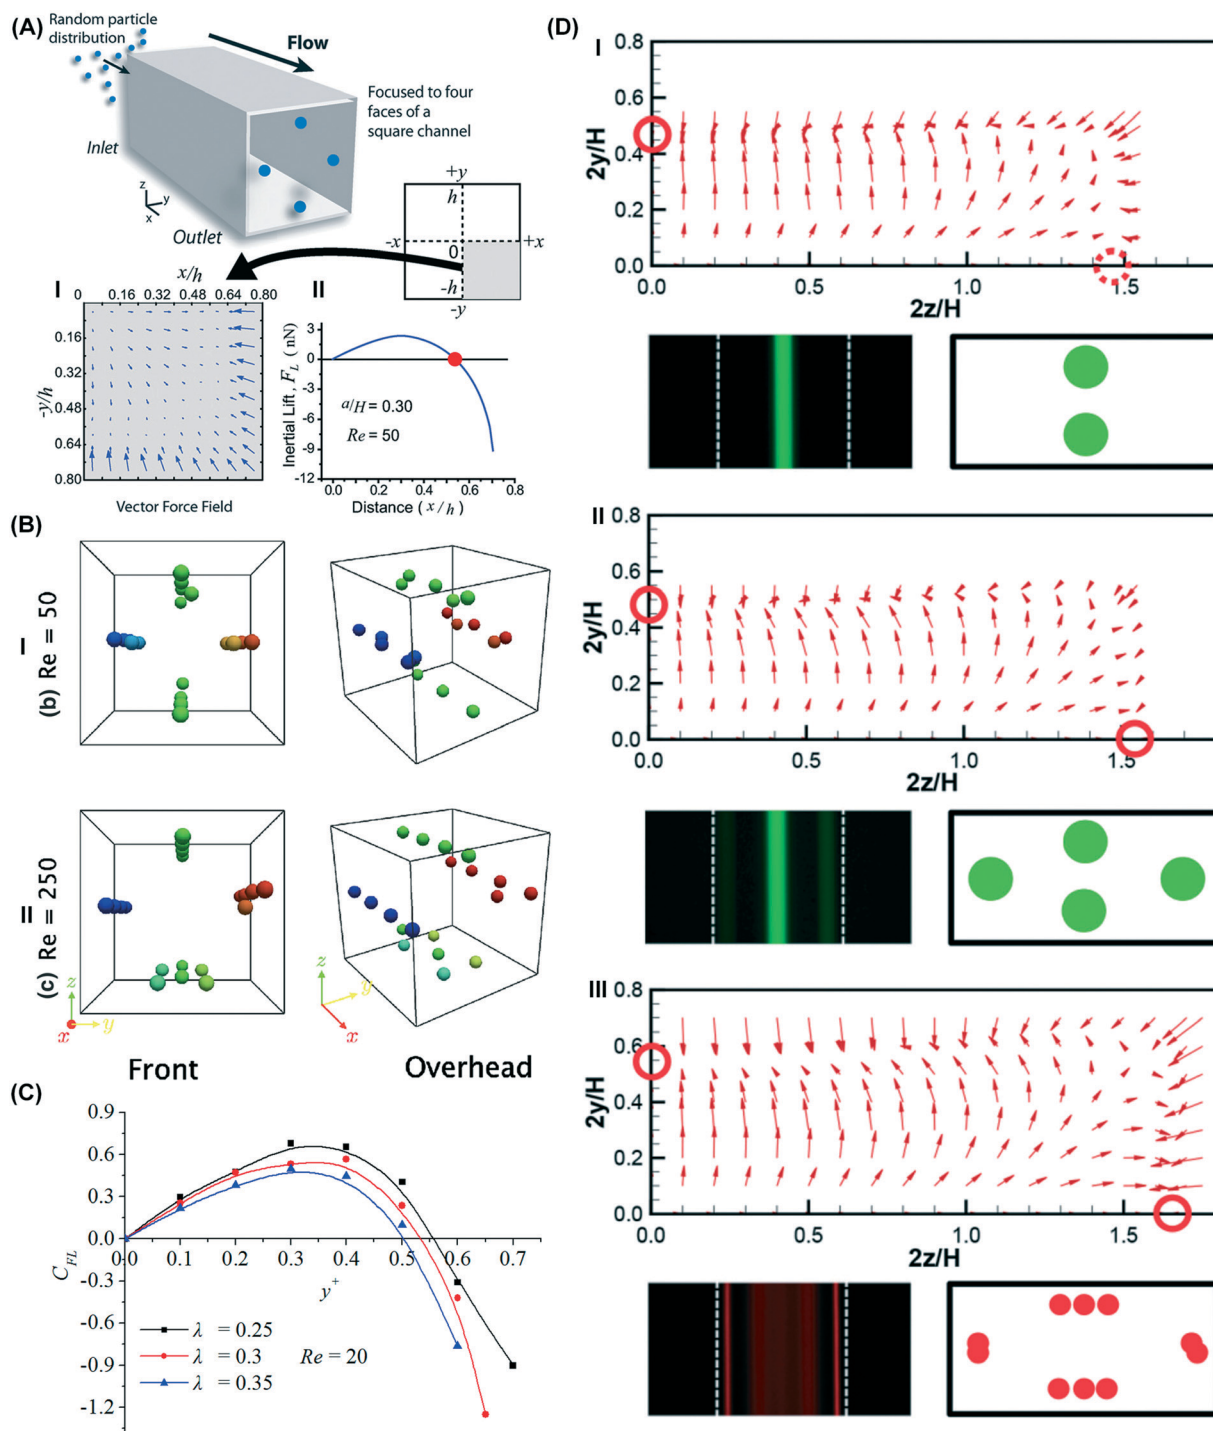 (A)
Random particle
distribution
Flow
Focused to four
faces of a
square channel
Inlet
z
y
x
Outlet
+y
h
-x
0
+x
-h
-y
I
x/h
0 0.16 0.32 0.48 0.64 0.80
-y/h
0.16
0.32
0.48
0.64
0.80
Vector Force Field
II
Inertial Lift, F_L (nN)
3
0
-3
-6
-9
-12
a/H = 0.30
Re = 50
0.0 0.2 0.4 0.6 0.8
Distance (x/h)
(B)
I
(b) Re = 50
II
(c) Re = 250
z
x
y
z
y
x
Front
Overhead
(C)
C_FL
0.9
0.6
0.3
0.0
-0.3
-0.6
-0.9
-1.2
0.0 0.1 0.2 0.3 0.4 0.5 0.6 0.7
y+
λ = 0.25
λ = 0.3
λ = 0.35
Re = 20
(D)
I
2y/H
0.8
0.6
0.4
0.2
0.0
0.0 0.5 1.0 1.5
2z/H
II
2y/H
0.8
0.6
0.4
0.2
0.0
0.0 0.5 1.0 1.5
2z/H
III
2y/H
0.8
0.6
0.4
0.2
0.0
0.0 0.5 1.0 1.5
2z/H